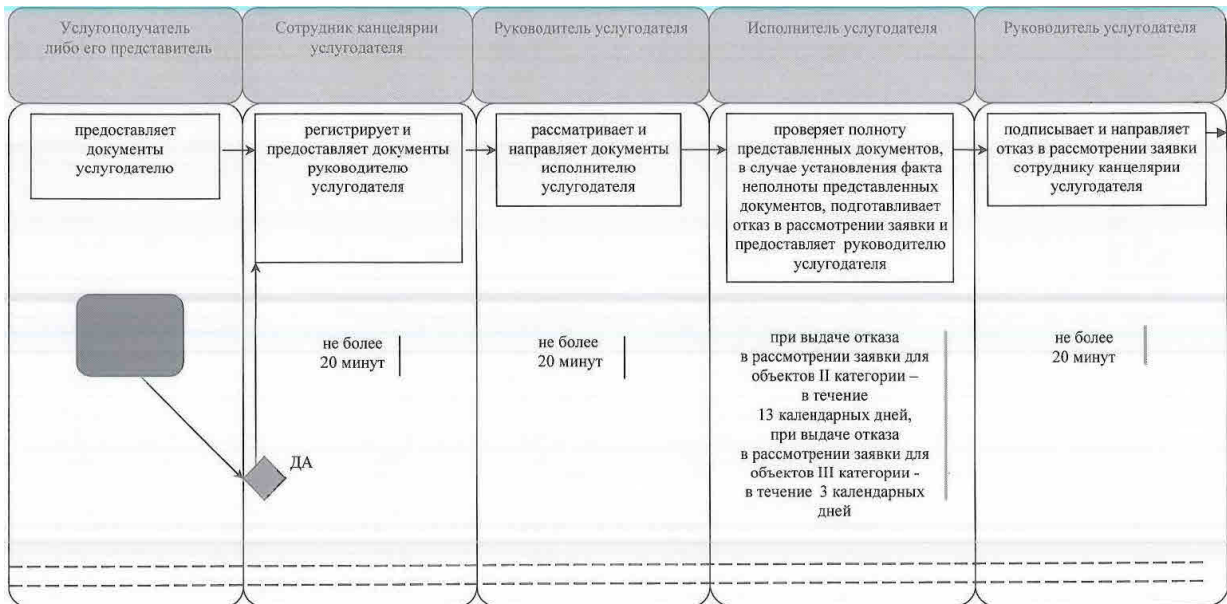 Услугополучатель
либо его представитель
Сотрудник канцелярии
услугодателя
Руководитель услугодателя
Исполнитель услугодателя
Руководитель услугодателя
предоставляет
документы
услугодателю
регистрирует и
предоставляет документы
руководителю
услугодателя
рассматривает и
направляет документы
исполнителю
услугодателя
проверяет полноту
представленных документов,
в случае установления факта
неполноты представленных
документов, подготавливает
отказ в рассмотрении заявки и
предоставляет руководителю
услугодателя
подписывает и направляет
отказ в рассмотрении заявки
сотруднику канцелярии
услугодателя
не более
20 минут
не более
20 минут
при выдаче отказа
в рассмотрении заявки для
объектов II категории –
в течение
13 календарных дней,
при выдаче отказа
в рассмотрении заявки для
объектов III категории -
в течение 3 календарных
дней
не более
20 минут
ДА